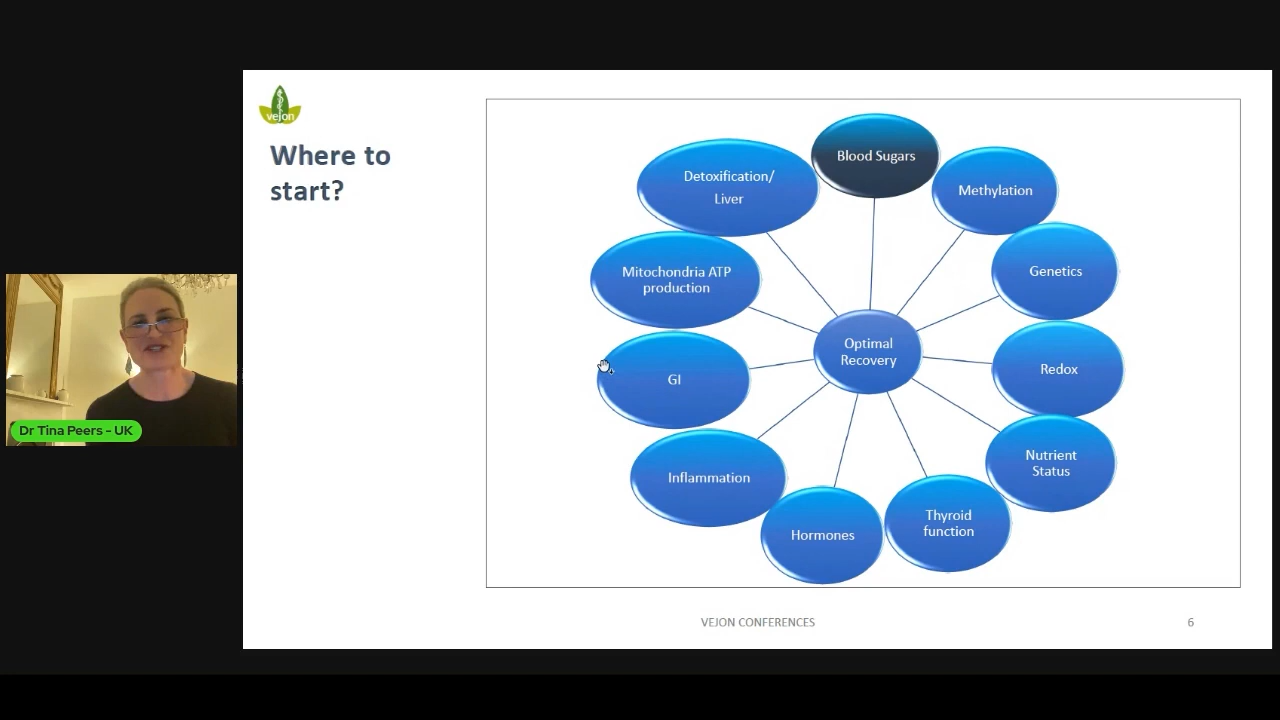 vejon
Where to
start?
Blood Sugars
Methylation
Genetics
Redox
Nutrient
Status
Thyroid
function
Hormones
Inflammation
GI
Mitochondria ATP
production
Detoxification/
Liver
Optimal
Recovery
Dr Tina Peers - UK
VEJON CONFERENCES
6